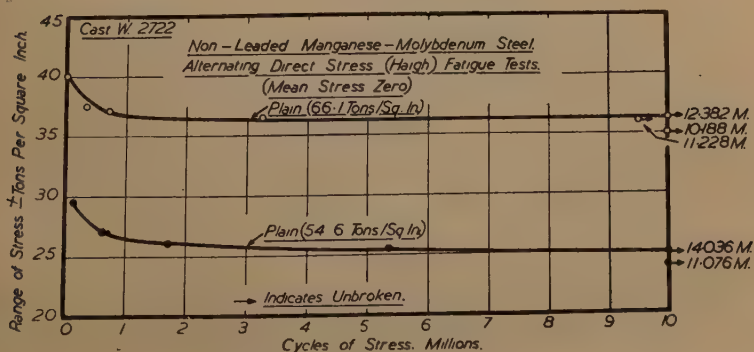 45
Cast W. 2722
Non-Leaded Manganese-Molybdenum Steel.
Alternating Direct Stress (Haigh) Fatigue Tests.
(Mean Stress Zero)
40
Plain (66·1 Tons/Sq. In.)
12·382 M.
10·188 M.
11·228 M.
35
Range of Stress ± Tons Per Square Inch.
30
Plain (54 6 Tons/Sq. In.)
14·036 M.
11·076 M.
25
→ Indicates Unbroken.
20
0 1 2 3 4 5 6 7 8 9 10
Cycles of Stress. Millions.